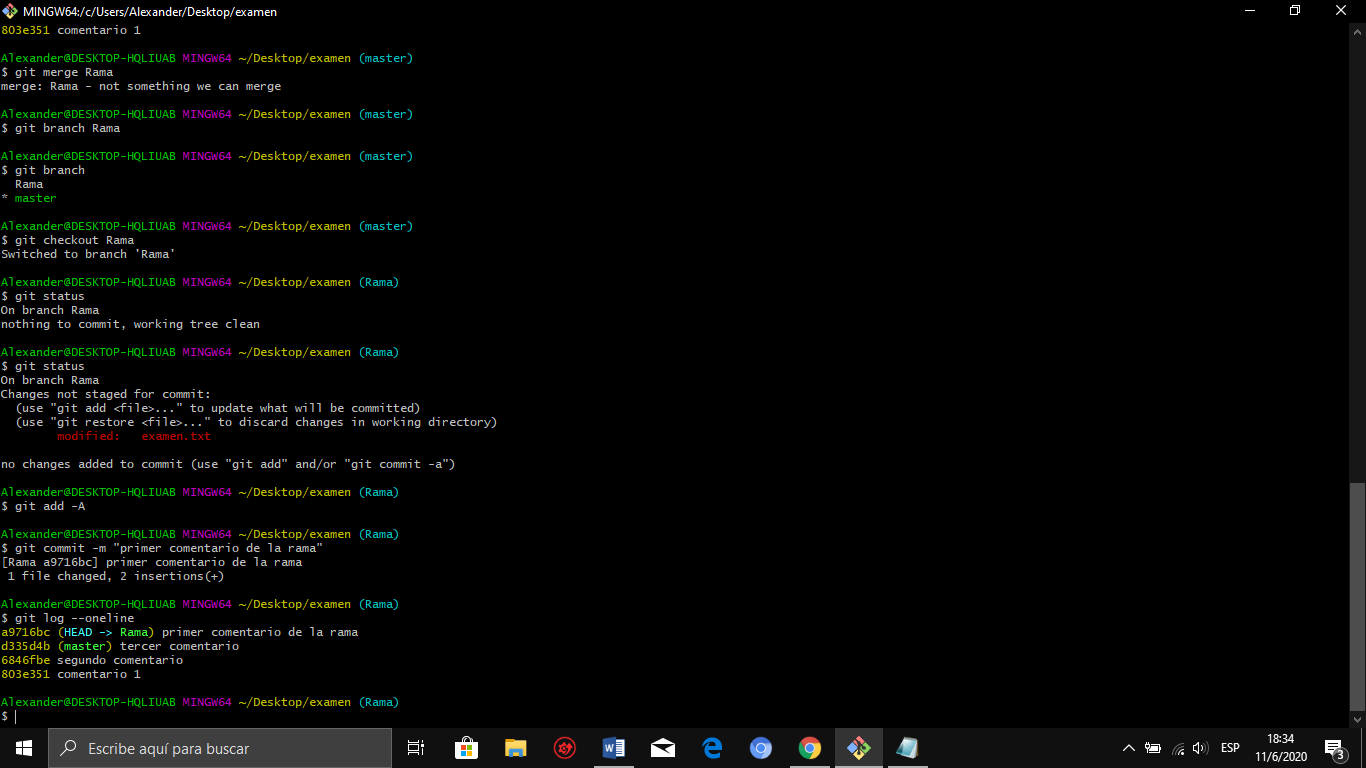 MINGW64:/c/Users/Alexander/Desktop/examen
803e351 comentario 1
Alexander@DESKTOP-HQLIUAB MINGW64 ~/Desktop/examen (master)
$ git merge Rama
merge: Rama - not something we can merge
Alexander@DESKTOP-HQLIUAB MINGW64 ~/Desktop/examen (master)
$ git branch Rama
Alexander@DESKTOP-HQLIUAB MINGW64 ~/Desktop/examen (master)
$ git branch
  Rama
* master
Alexander@DESKTOP-HQLIUAB MINGW64 ~/Desktop/examen (master)
$ git checkout Rama
Switched to branch 'Rama'
Alexander@DESKTOP-HQLIUAB MINGW64 ~/Desktop/examen (Rama)
$ git status
On branch Rama
nothing to commit, working tree clean
Alexander@DESKTOP-HQLIUAB MINGW64 ~/Desktop/examen (Rama)
$ git status
On branch Rama
Changes not staged for commit:
  (use "git add <file>..." to update what will be committed)
  (use "git restore <file>..." to discard changes in working directory)
        modified:   examen.txt
no changes added to commit (use "git add" and/or "git commit -a")
Alexander@DESKTOP-HQLIUAB MINGW64 ~/Desktop/examen (Rama)
$ git add -A
Alexander@DESKTOP-HQLIUAB MINGW64 ~/Desktop/examen (Rama)
$ git commit -m "primer comentario de la rama"
[Rama a9716bc] primer comentario de la rama
 1 file changed, 2 insertions(+)
Alexander@DESKTOP-HQLIUAB MINGW64 ~/Desktop/examen (Rama)
$ git log --oneline
a9716bc (HEAD -> Rama) primer comentario de la rama
d335d4b (master) tercer comentario
6846fbe segundo comentario
803e351 comentario 1
Alexander@DESKTOP-HQLIUAB MINGW64 ~/Desktop/examen (Rama)
$
Escribe aquí para buscar
ESP
18:34
11/6/2020
3